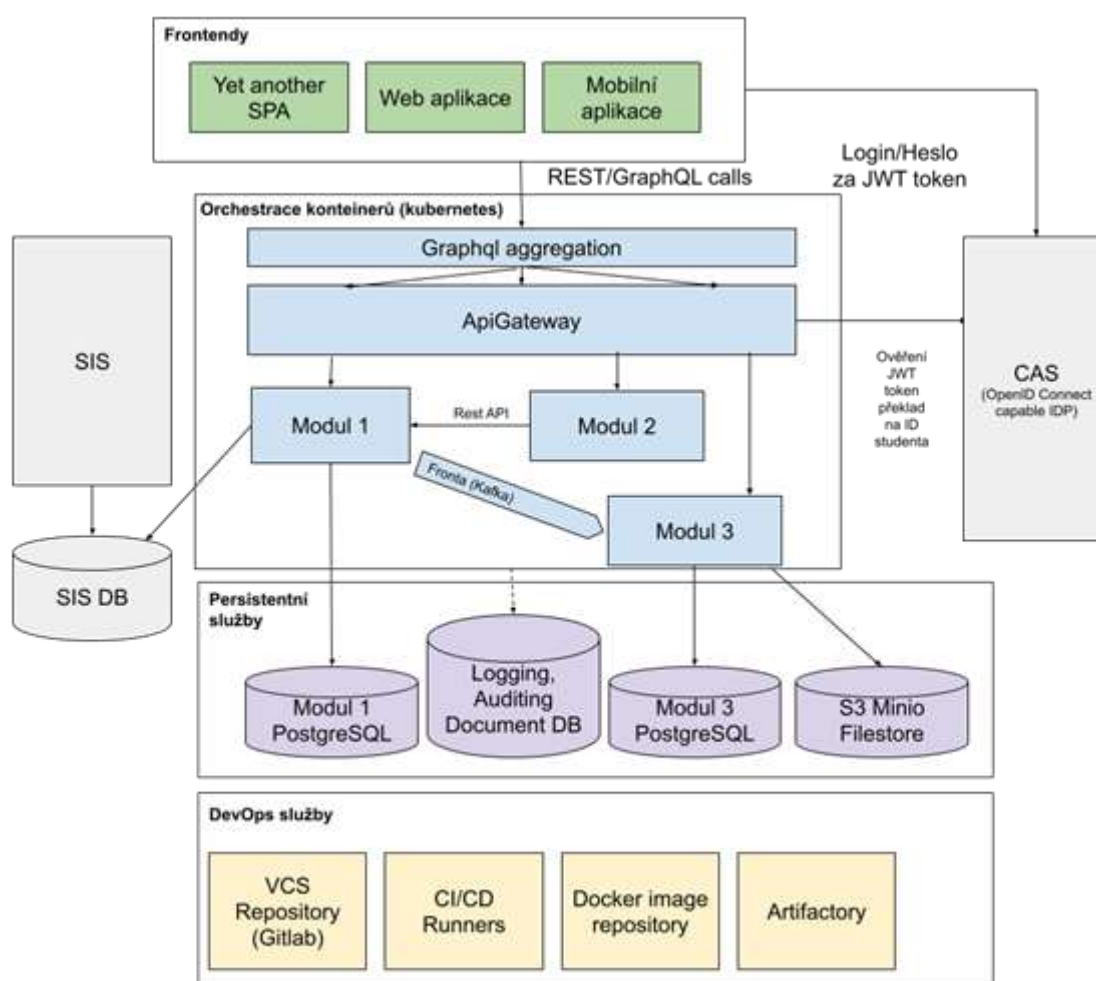 Frontendy
Yet another
SPA
Web aplikace
Mobilní
aplikace
REST/GraphQL calls
Login/Heslo
za JWT token
Orchestrace konteinerů (kubernetes)
Graphql aggregation
ApiGateway
SIS
Ověření
JWT
token
překlad
na ID
studenta
CAS
(OpenID Connect
capable IDP)
Modul 1
Rest API
Modul 2
Fronta (Kafka)
Modul 3
SIS DB
Persistentní
služby
Modul 1
PostgreSQL
Logging,
Auditing
Document DB
Modul 3
PostgreSQL
S3 Minio
Filestore
DevOps služby
VCS
Repository
(Gitlab)
CI/CD
Runners
Docker image
repository
Artifactory